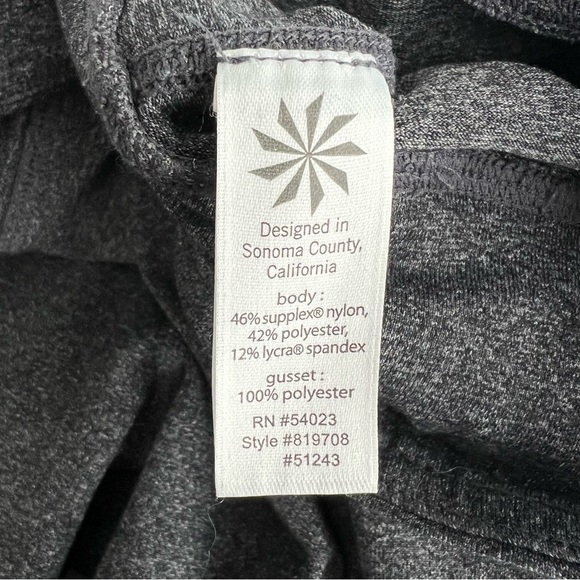 Designed in
Sonoma County,
California
body :
46% supplex® nylon,
42% polyester,
12% lycra® spandex
gusset :
100% polyester
RN #54023
Style #819708
#51243